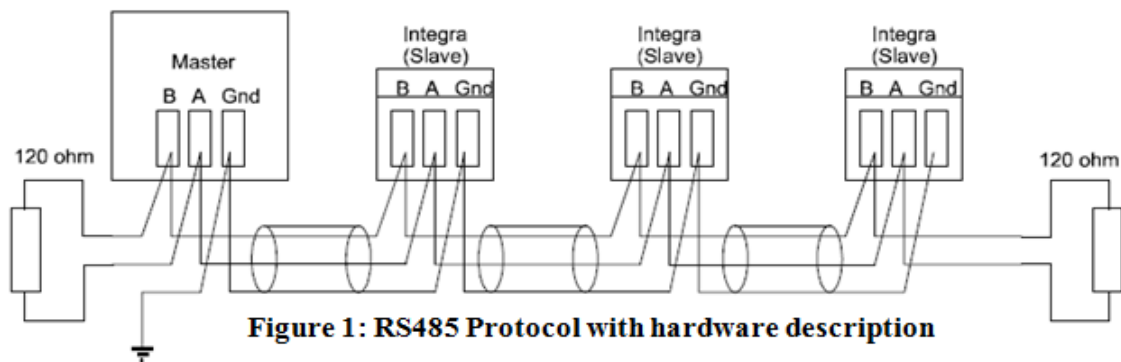 Master
B A Gnd
Integra
(Slave)
B A Gnd
Integra
(Slave)
B A Gnd
Integra
(Slave)
B A Gnd
120 ohm
120 ohm
Figure 1: RS485 Protocol with hardware description